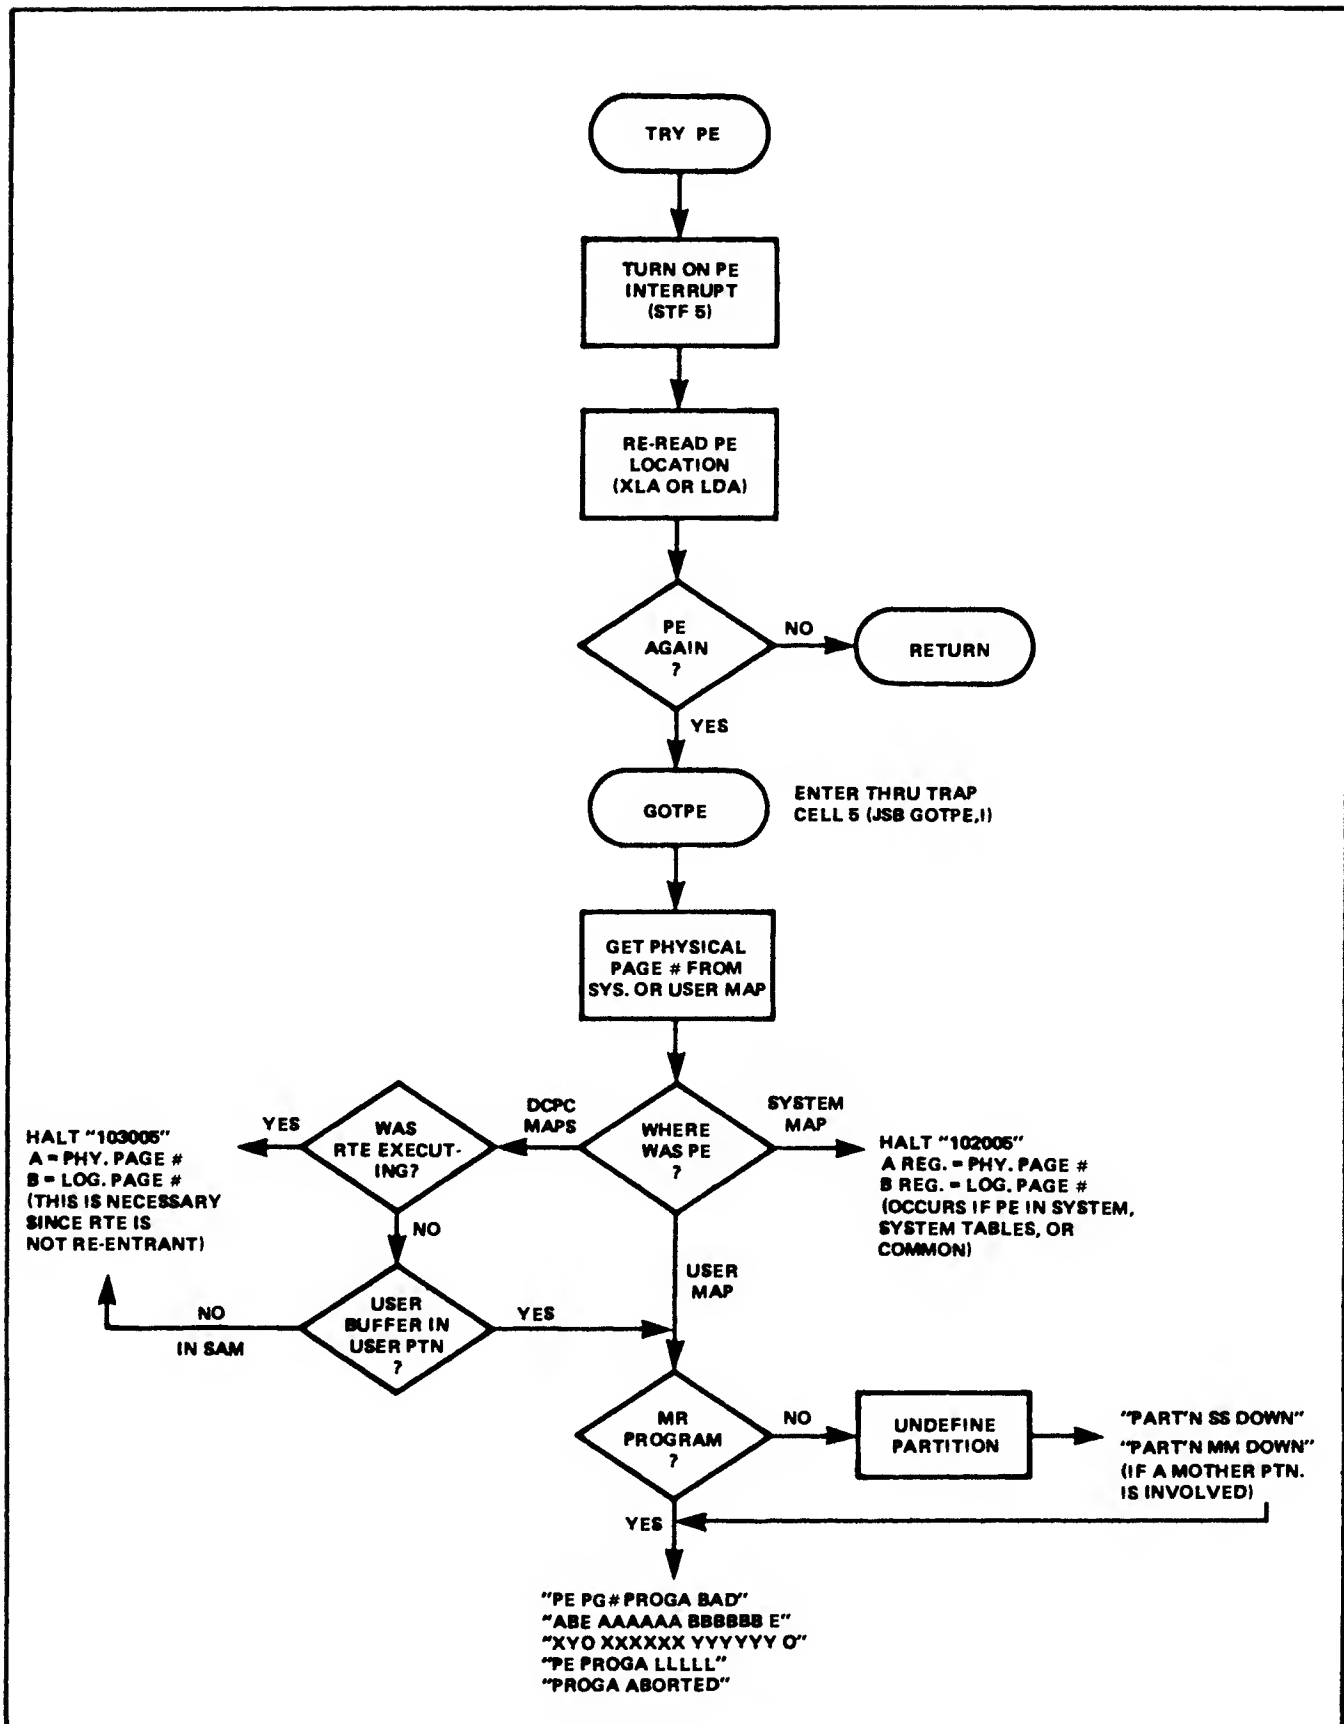 TRY PE
TURN ON PE
INTERRUPT
(STF 5)
RE-READ PE
LOCATION
(XLA OR LDA)
PE
AGAIN
?
NO
RETURN
YES
GOTPE
ENTER THRU TRAP
CELL 5 (JSB GOTPE,I)
GET PHYSICAL
PAGE # FROM
SYS. OR USER MAP
WHERE
WAS PE
?
DCPC
MAPS
SYSTEM
MAP
HALT "102005"
A REG. = PHY. PAGE #
B REG. = LOG. PAGE #
(OCCURS IF PE IN SYSTEM,
SYSTEM TABLES, OR
COMMON)
WAS
RTE EXECUT-
ING?
YES
HALT "103005"
A = PHY. PAGE #
B = LOG. PAGE #
(THIS IS NECESSARY
SINCE RTE IS
NOT RE-ENTRANT)
NO
USER
MAP
USER
BUFFER IN
USER PTN
?
NO
IN SAM
YES
MR
PROGRAM
?
NO
UNDEFINE
PARTITION
"PART'N SS DOWN"
"PART'N MM DOWN"
(IF A MOTHER PTN.
IS INVOLVED)
YES
"PE PG# PROGA BAD"
"ABE AAAAAA BBBBBB E"
"XYO XXXXXX YYYYYY O"
"PE PROGA LLLLL"
"PROGA ABORTED"